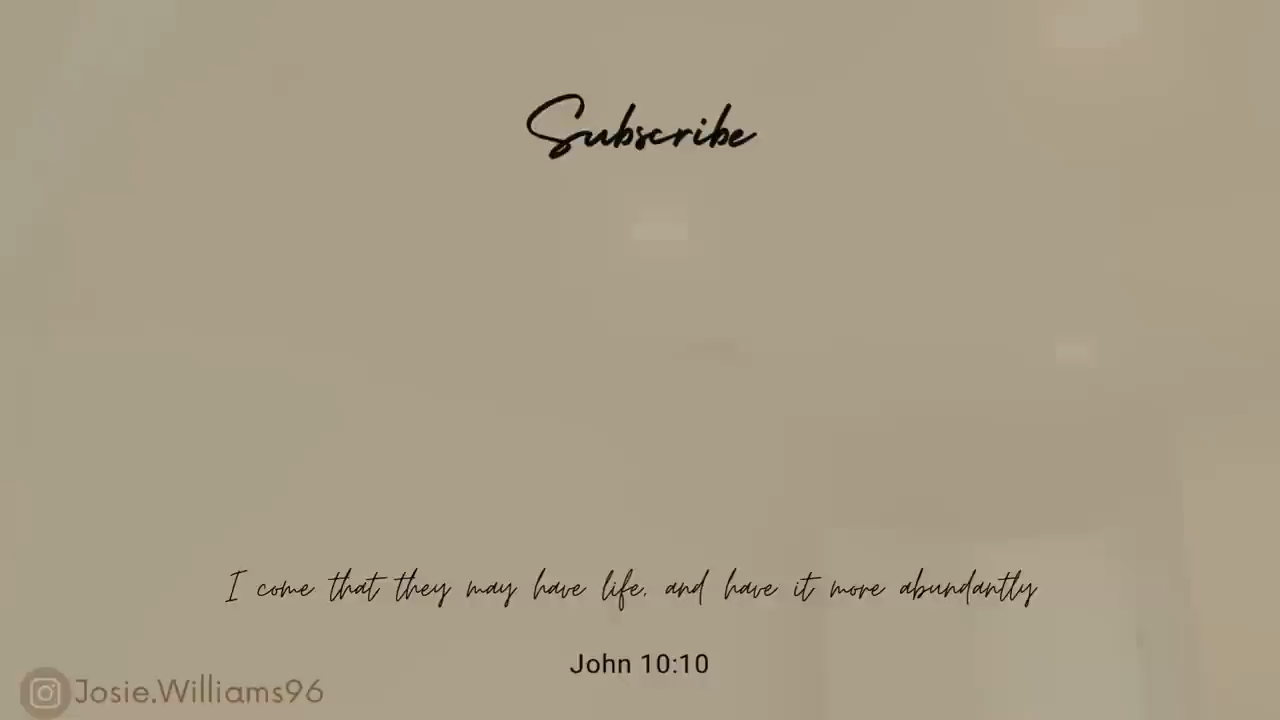 Subscribe
I come that they may have life, and have it more abundantly
John 10:10
Josie.Williams96